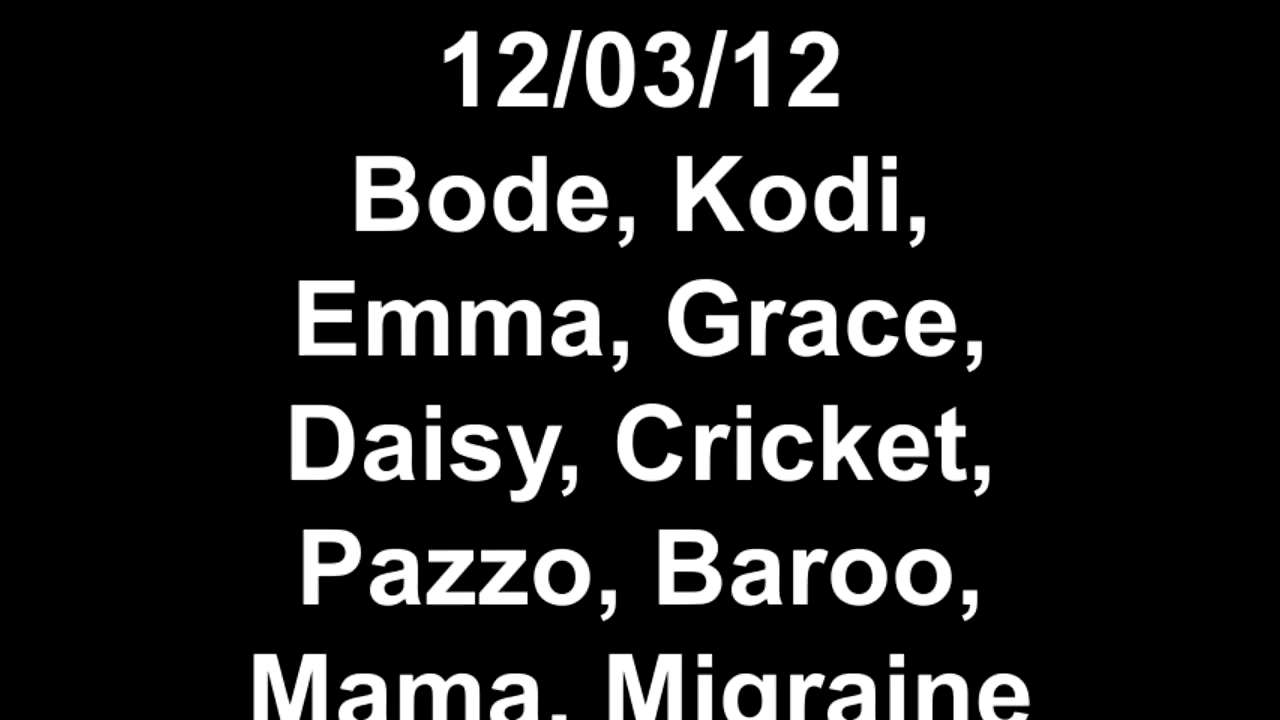 12/03/12
Bode, Kodi,
Emma, Grace,
Daisy, Cricket,
Pazzo, Baroo,
Mama, Migraine